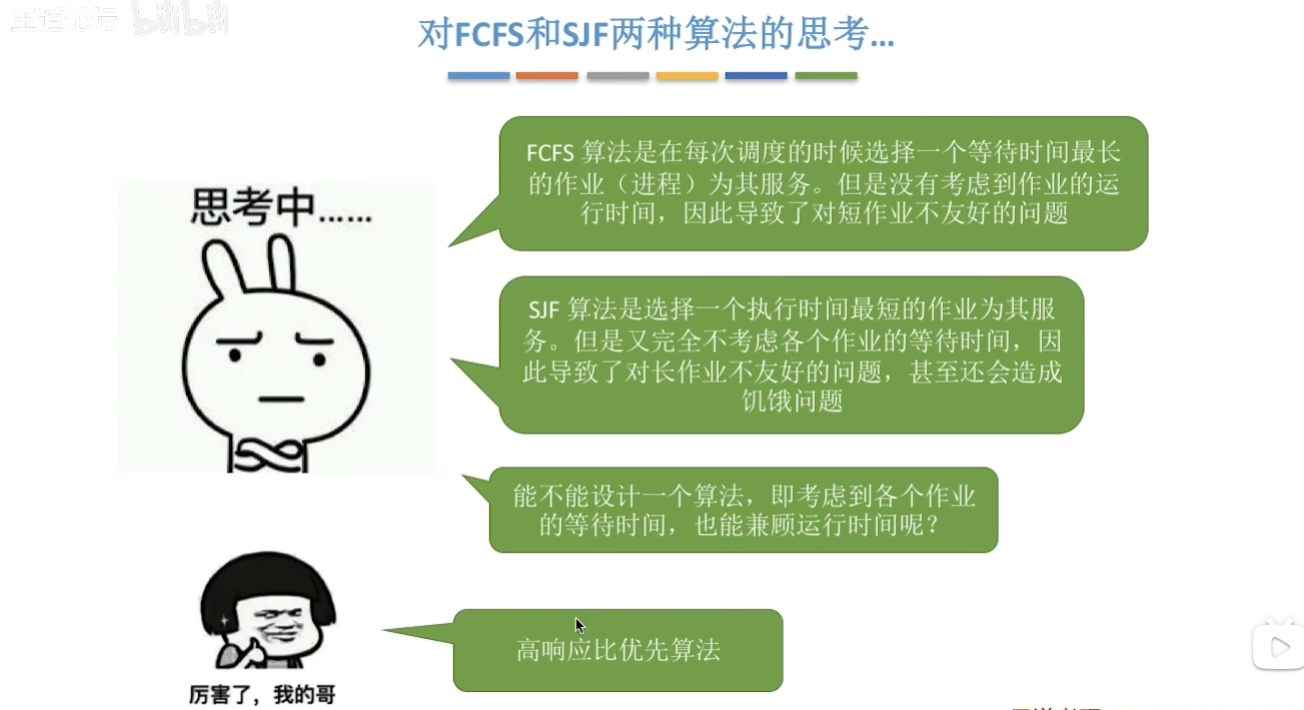 王道论坛 bilibili
对FCFS和SJF两种算法的思考...
FCFS 算法是在每次调度的时候选择一个等待时间最长
的作业（进程）为其服务。但是没有考虑到作业的运
行时间，因此导致了对短作业不友好的问题
思考中......
SJF 算法是选择一个执行时间最短的作业为其服
务。但是又完全不考虑各个作业的等待时间，因
此导致了对长作业不友好的问题，甚至还会造成
饥饿问题
能不能设计一个算法，即考虑到各个作业
的等待时间，也能兼顾运行时间呢？
高响应比优先算法
厉害了，我的哥